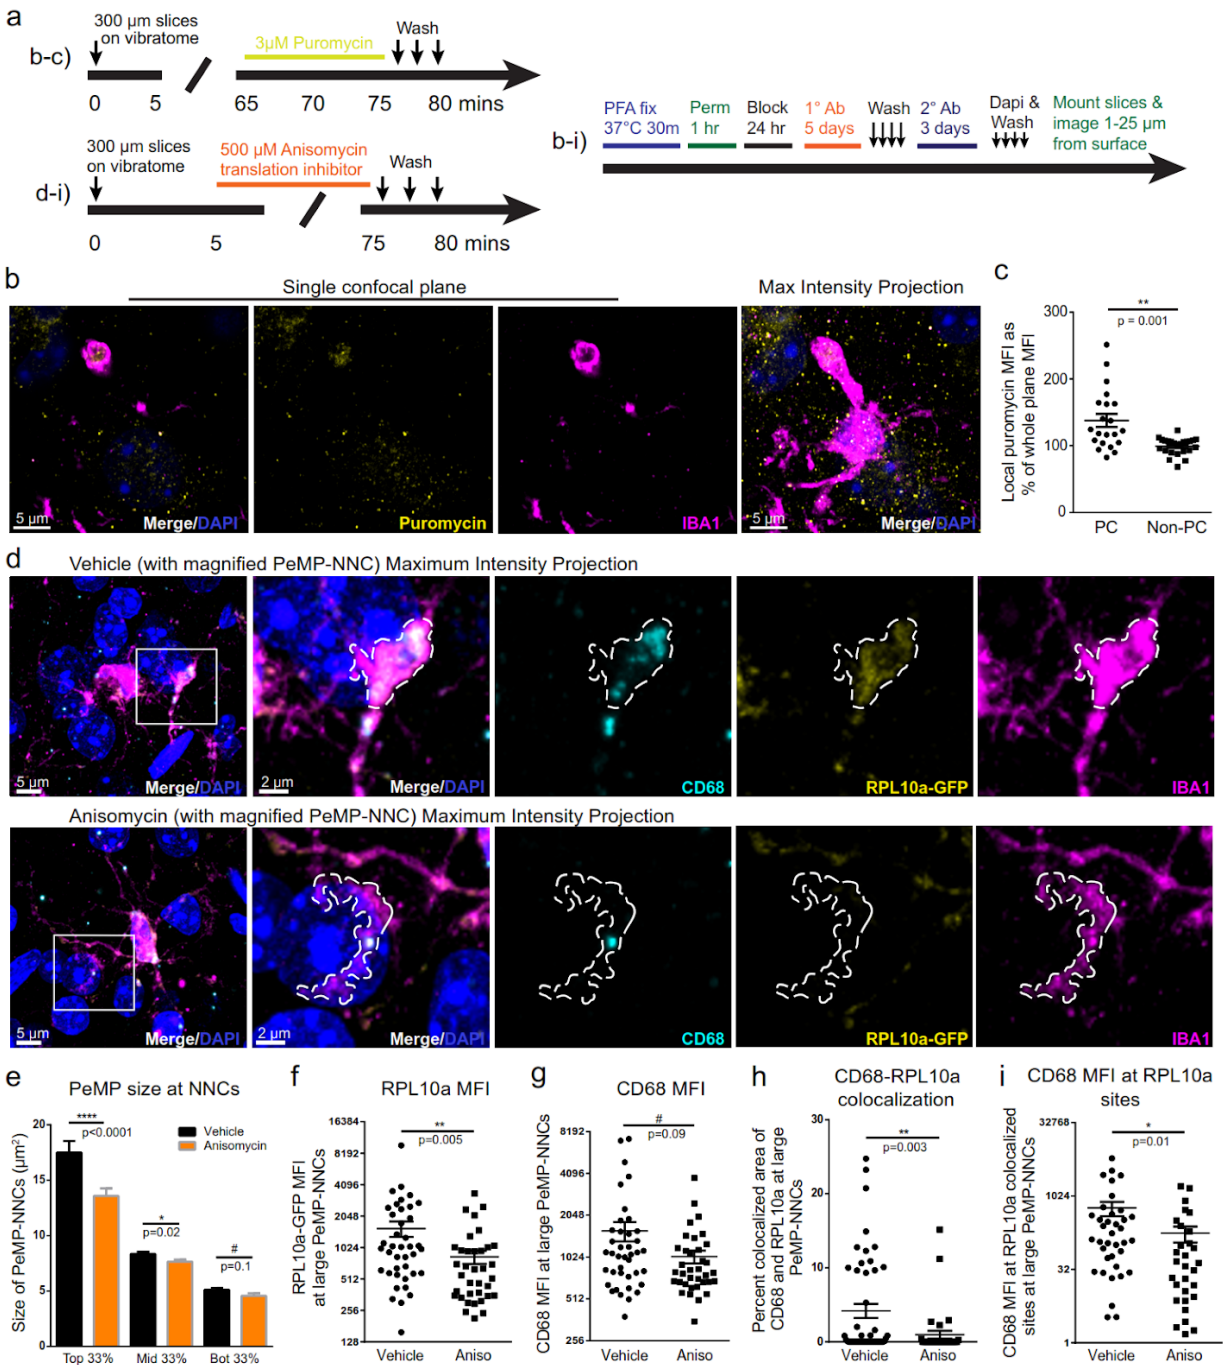 a
300 µm slices
on vibratome
3µM Puromycin
Wash
b-c)
0 5 65 70 75 80 mins
300 µm slices
on vibratome
500 µM Anisomycin
translation inhibitor
Wash
d-i)
0 5 75 80 mins
PFA fix
37°C 30m
Perm
1 hr
Block
24 hr
1° Ab
5 days
Wash
2° Ab
3 days
Dapi &
Wash
Mount slices &
image 1-25 µm
from surface
b-i)
b
Single confocal plane
Max Intensity Projection
5 µm
Merge/DAPI
Puromycin
IBA1
5 µm
Merge/DAPI
c
Local puromycin MFI as
% of whole plane MFI
300
200
100
0
**
p = 0.001
PC Non-PC
d
Vehicle (with magnified PeMP-NNC) Maximum Intensity Projection
5 µm
Merge/DAPI
2 µm
Merge/DAPI
CD68
RPL10a-GFP
IBA1
Anisomycin (with magnified PeMP-NNC) Maximum Intensity Projection
5 µm
Merge/DAPI
2 µm
Merge/DAPI
CD68
RPL10a-GFP
IBA1
e
PeMP size at NNCs
Size of PeMP-NNCs (µm²)
20
15
10
5
0
****
p<0.0001
Vehicle
Anisomycin
*
p=0.02
#
p=0.1
Top 33% Mid 33% Bot 33%
f
RPL10a MFI
RPL10a-GFP MFI
at large PeMP-NNCs
16384
8192
4096
2048
1024
512
256
128
**
p=0.005
Vehicle Aniso
g
CD68 MFI
CD68 MFI at large PeMP-NNCs
8192
4096
2048
1024
512
256
#
p=0.09
Vehicle Aniso
h
CD68-RPL10a
colocalization
Percent colocalized area of
CD68 and RPL10a at large
PeMP-NNCs
30
20
10
0
**
p=0.003
Vehicle Aniso
i
CD68 MFI at RPL10a
sites
CD68 MFI at RPL10a colocalized
sites at large PeMP-NNCs
32768
1024
32
1
*
p=0.01
Vehicle Aniso